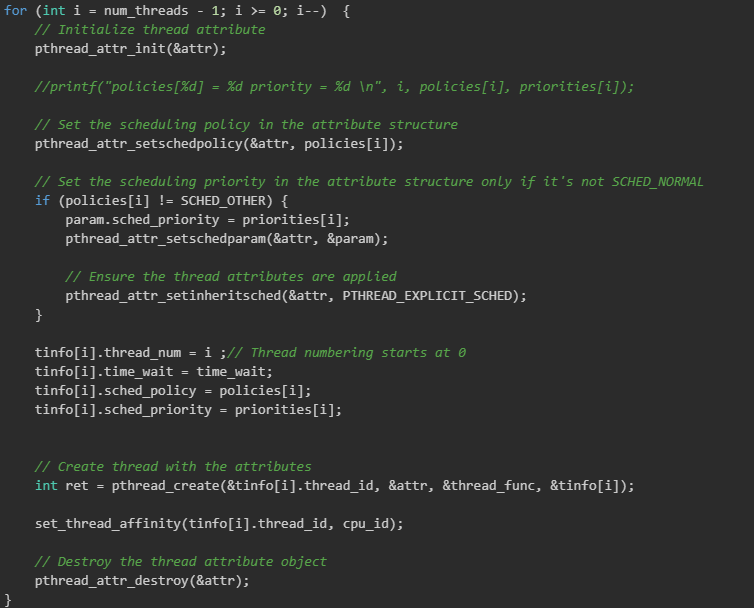 for (int i = num_threads - 1; i >= 0; i--)  {
    // Initialize thread attribute
    pthread_attr_init(&attr);

    //printf("policies[%d] = %d priority = %d \n", i, policies[i], priorities[i]);

    // Set the scheduling policy in the attribute structure
    pthread_attr_setschedpolicy(&attr, policies[i]);

    // Set the scheduling priority in the attribute structure only if it's not SCHED_NORMAL
    if (policies[i] != SCHED_OTHER) {
        param.sched_priority = priorities[i];
        pthread_attr_setschedparam(&attr, &param);

        // Ensure the thread attributes are applied
        pthread_attr_setinheritsched(&attr, PTHREAD_EXPLICIT_SCHED);
    }

    tinfo[i].thread_num = i ;// Thread numbering starts at 0
    tinfo[i].time_wait = time_wait;
    tinfo[i].sched_policy = policies[i];
    tinfo[i].sched_priority = priorities[i];


    // Create thread with the attributes
    int ret = pthread_create(&tinfo[i].thread_id, &attr, &thread_func, &tinfo[i]);

    set_thread_affinity(tinfo[i].thread_id, cpu_id);

    // Destroy the thread attribute object
    pthread_attr_destroy(&attr);
}